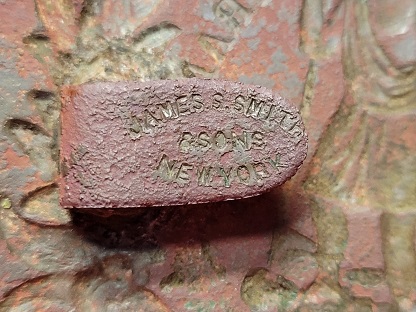 JAMES S. SMITH
& SONS
NEW YORK